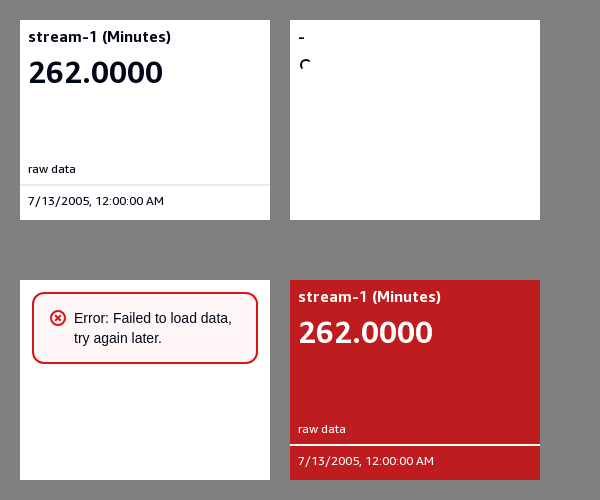 stream-1 (Minutes)
262.0000
raw data
7/13/2005, 12:00:00 AM
-
Error: Failed to load data,
try again later.
stream-1 (Minutes)
262.0000
raw data
7/13/2005, 12:00:00 AM